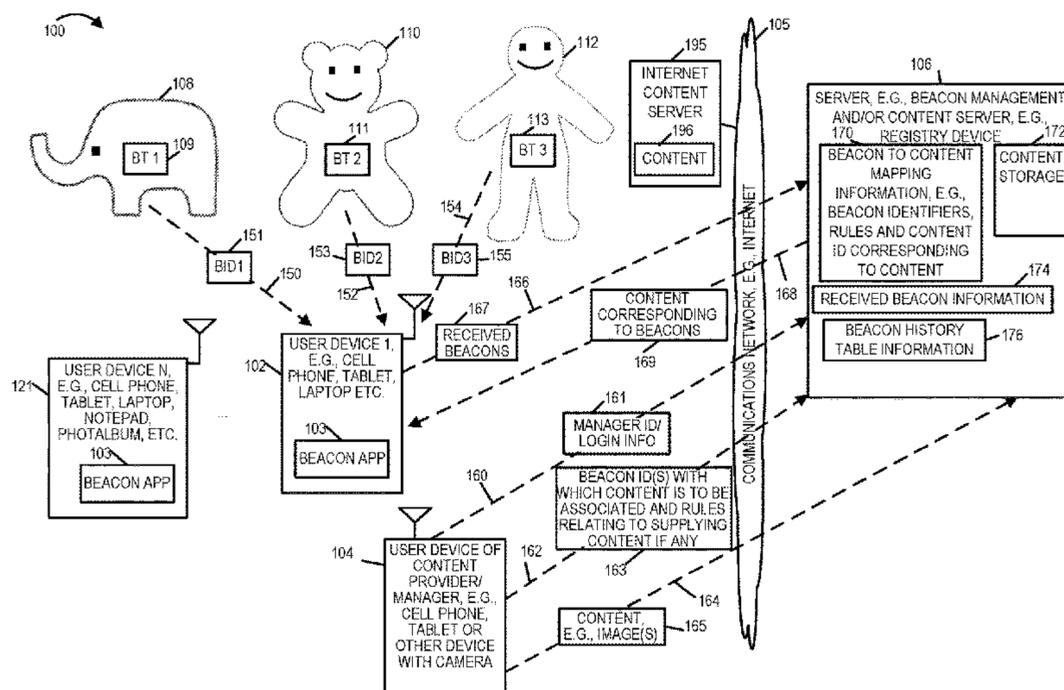 100
108
BT 1
109
110
111
BT 2
112
113
BT 3
195
INTERNET
CONTENT
SERVER
196
CONTENT
105
COMMUNICATIONS NETWORK, E.G., INTERNET
106
SERVER, E.G., BEACON MANAGEMENT
AND/OR CONTENT SERVER, E.G.,
REGISTRY DEVICE
170
172
BEACON TO CONTENT
MAPPING
INFORMATION, E.G.,
BEACON IDENTIFIERS,
RULES AND CONTENT
ID CORRESPONDING
TO CONTENT
CONTENT
STORAGE
174
RECEIVED BEACON INFORMATION
BEACON HISTORY
TABLE INFORMATION
176
151
BID1
150
153
BID2
152
154
BID3
155
166
168
167
RECEIVED
BEACONS
CONTENT
CORRESPONDING
TO BEACONS
169
121
USER DEVICE N,
E.G., CELL PHONE,
TABLET, LAPTOP,
NOTEPAD,
PHOTALBUM, ETC.
103
BEACON APP
102
USER DEVICE 1,
E.G., CELL
PHONE, TABLET,
LAPTOP ETC.
103
BEACON APP
161
MANAGER ID/
LOGIN INFO
160
BEACON ID(S) WITH
WHICH CONTENT IS TO BE
ASSOCIATED AND RULES
RELATING TO SUPPLYING
CONTENT IF ANY
163
162
104
USER DEVICE OF
CONTENT
PROVIDER/
MANAGER, E.G.,
CELL PHONE,
TABLET OR
OTHER DEVICE
WITH CAMERA
164
CONTENT,
E.G., IMAGE(S)
165